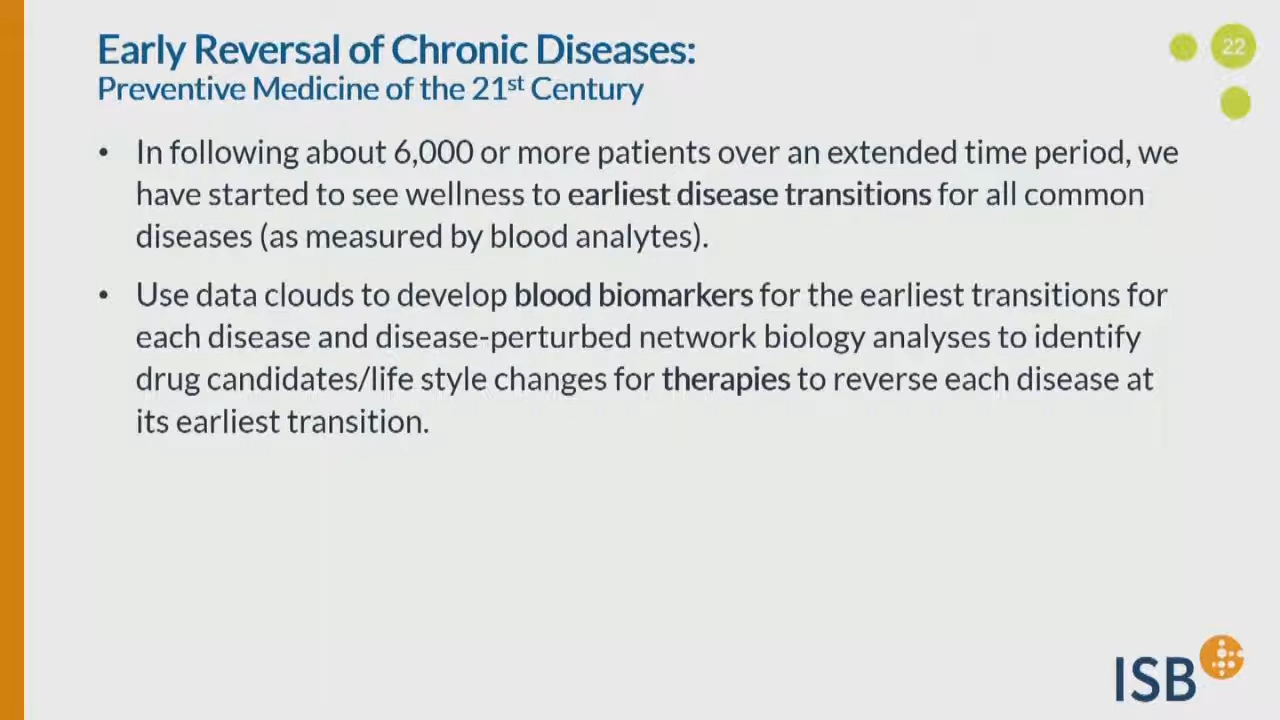 Early Reversal of Chronic Diseases:
22
Preventive Medicine of the 21st Century
• In following about 6,000 or more patients over an extended time period, we
have started to see wellness to earliest disease transitions for all common
diseases (as measured by blood analytes).
• Use data clouds to develop blood biomarkers for the earliest transitions for
each disease and disease-perturbed network biology analyses to identify
drug candidates/life style changes for therapies to reverse each disease at
its earliest transition.
ISB